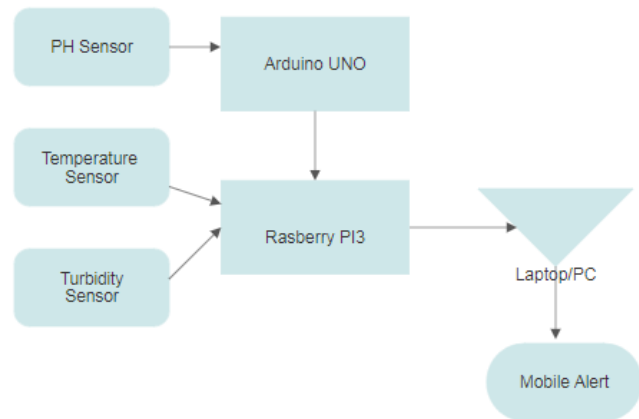 PH Sensor
Arduino UNO
Temperature
Sensor
Rasberry PI3
Turbidity
Sensor
Laptop/PC
Mobile Alert